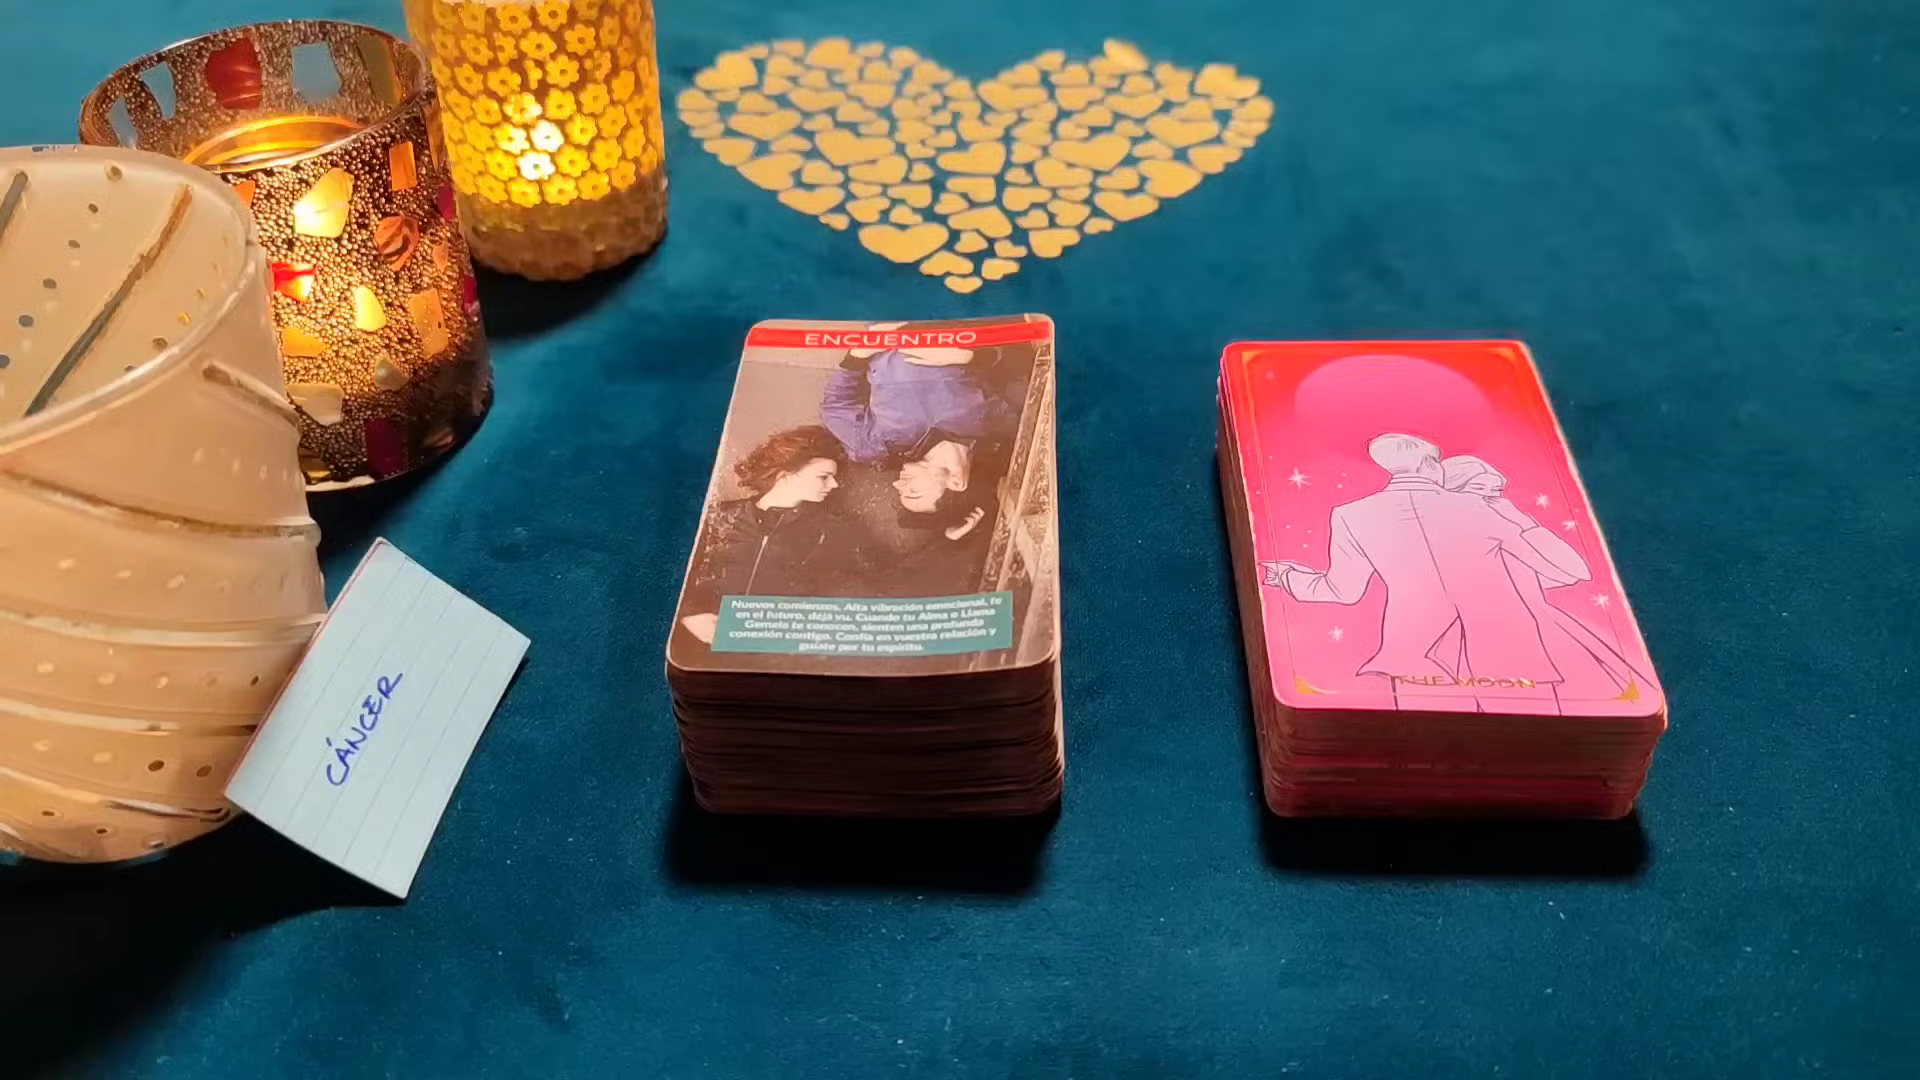 ENCUENTRO
Nuevos comienzos. Alta vibración emocional, fe
en el futuro, déjà vu. Cuando tu Alma o Llama
Gemela te conocen, sienten una profunda
conexión contigo. Confía en vuestra relación y
guíate por tu espíritu.
THE MOON
CÁNCER